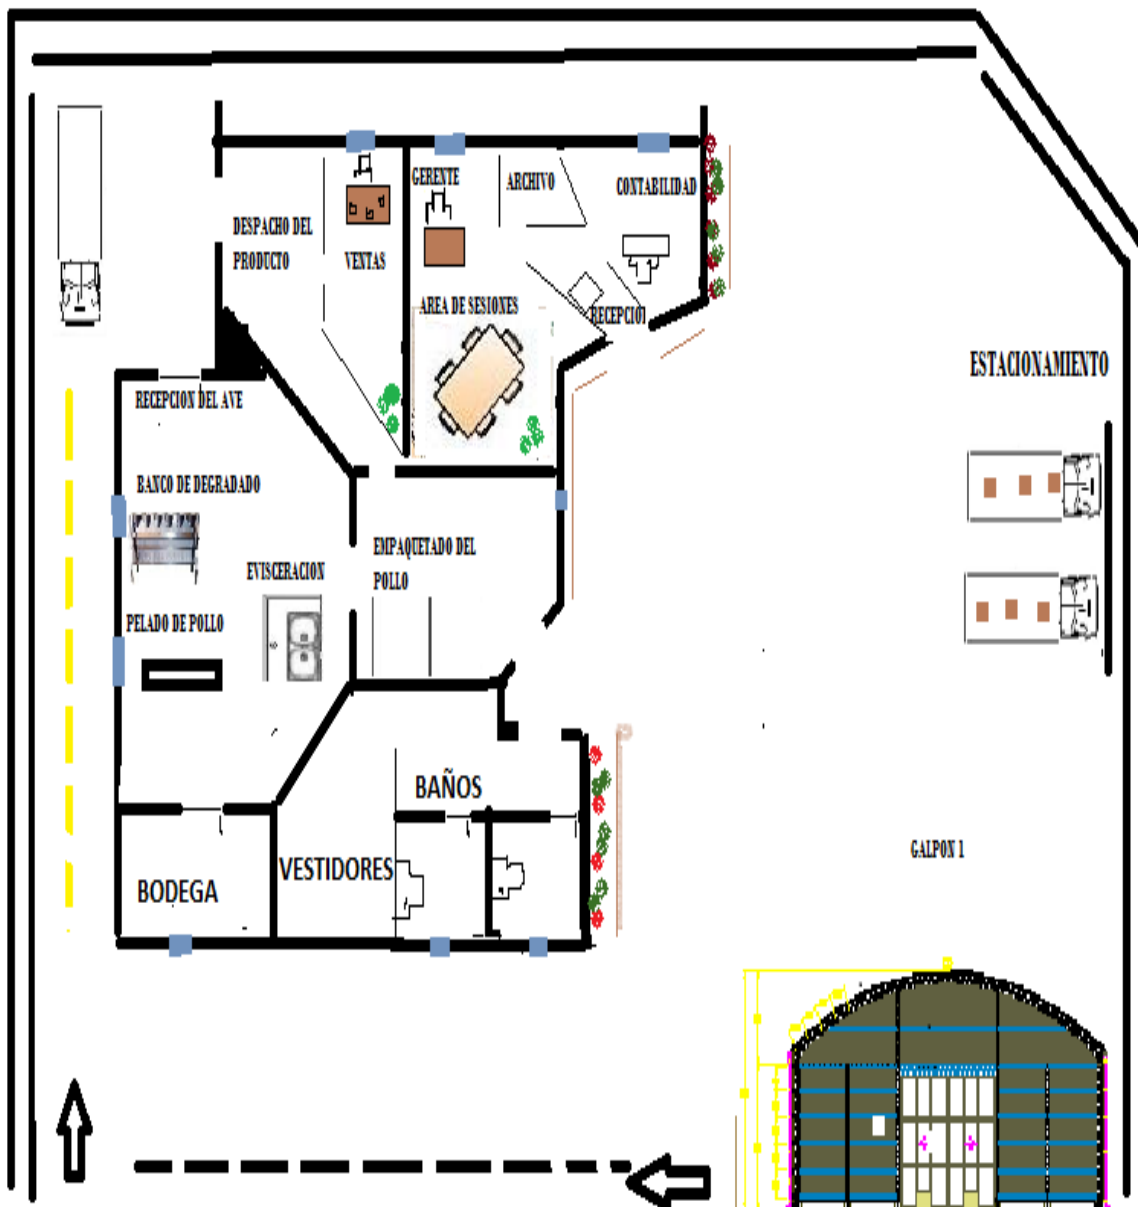 GERENTE
ARCHIVO
CONTABILIDAD
DESPACHO DEL
PRODUCTO
VENTAS
AREA DE SESIONES
RECEPCIO
ESTACIONAMIENTO
RECEPCION DEL AVE
BANCO DE DEGRADADO
EMPAQUETADO DEL
POLLO
EVISCERACION
PELADO DE POLLO
BAÑOS
VESTIDORES
BODEGA
GALPON 1